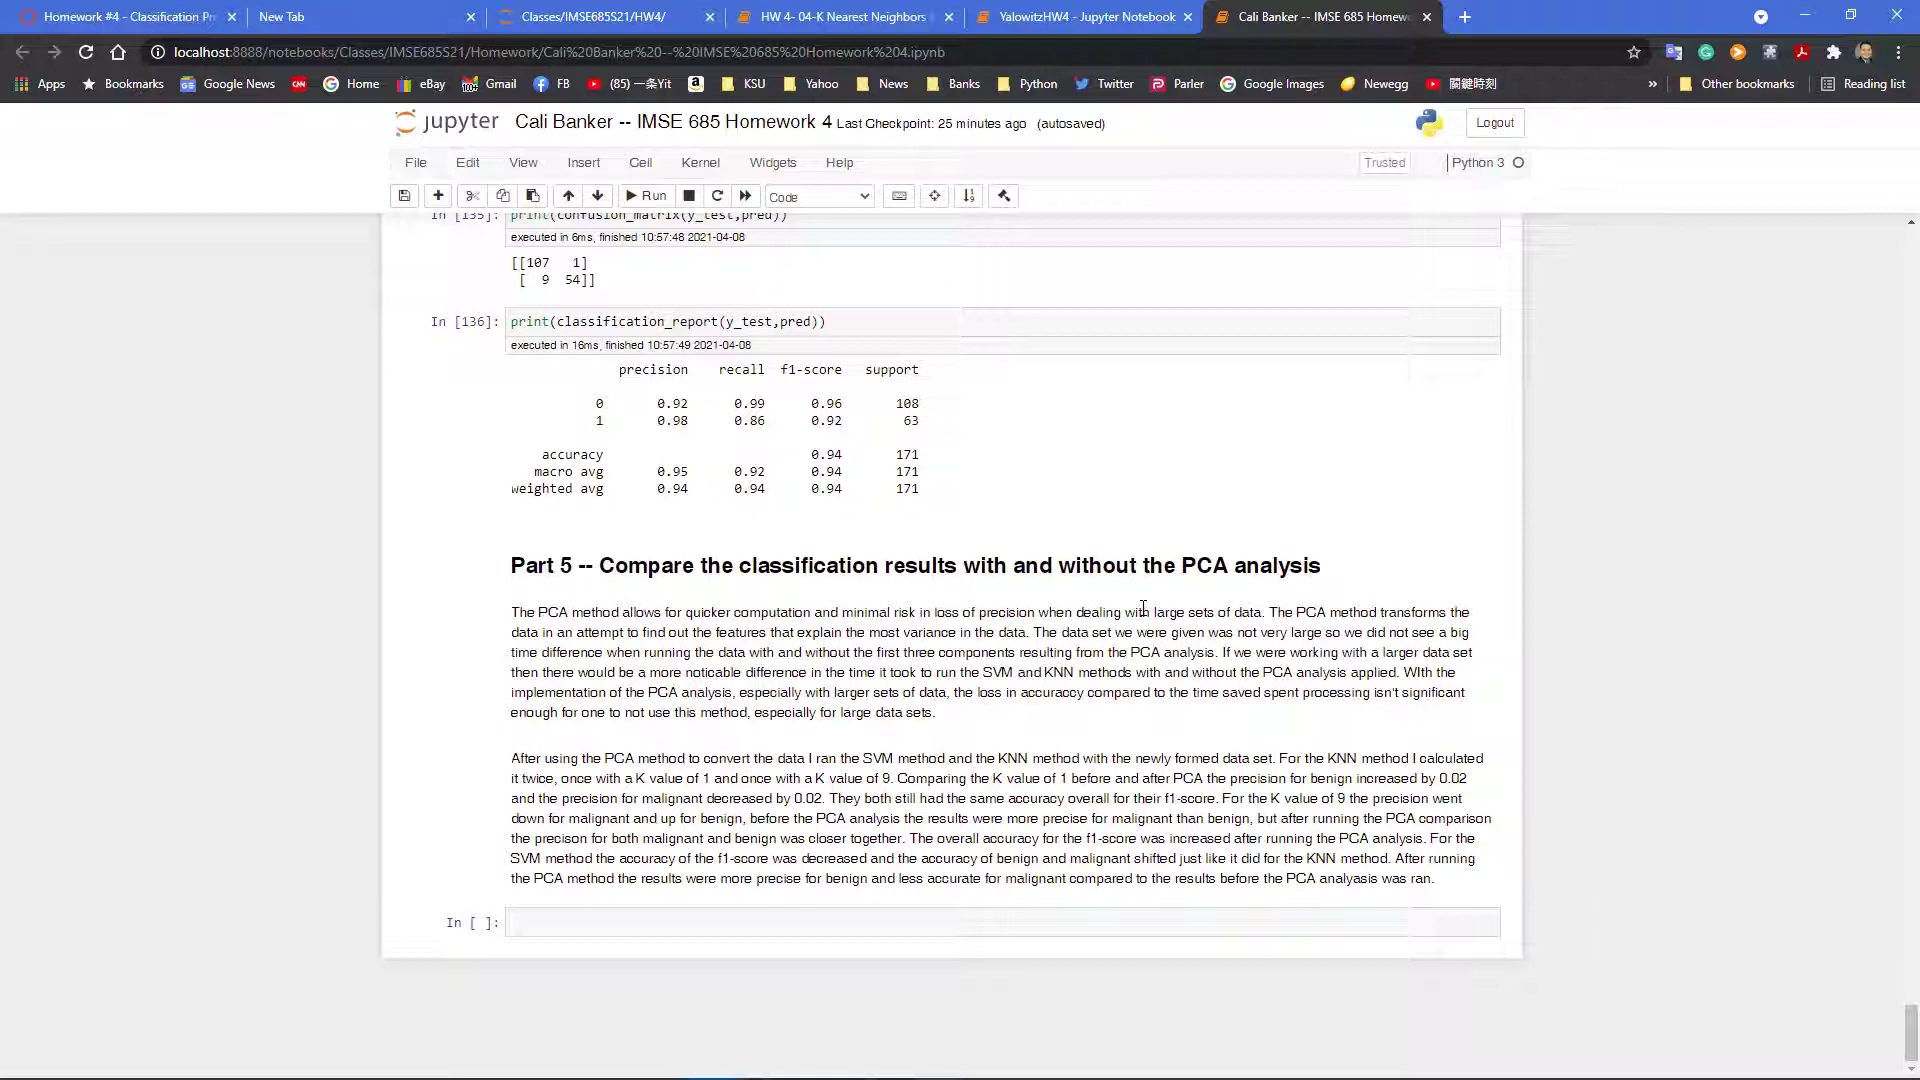 Homework #4 - Classification Pr
New Tab
Classes/IMSE685S21/HW4/
HW 4- 04-K Nearest Neighbors
YalowitzHW4 - Jupyter Notebook
Cali Banker -- IMSE 685 Homew
localhost:8888/notebooks/Classes/IMSE685S21/Homework/Cali%20Banker%20--%20IMSE%20685%20Homework%204.ipynb
Apps Bookmarks Google News Home eBay Gmail FB (85) 一条Yit KSU Yahoo News Banks Python Twitter Parler Google Images Newegg 關鍵時刻 » Other bookmarks Reading list
jupyter Cali Banker -- IMSE 685 Homework 4 Last Checkpoint: 25 minutes ago (autosaved) Logout
File Edit View Insert Cell Kernel Widgets Help Trusted Python 3
Run Code
In [135]: print(confusion_matrix(y_test,pred))
executed in 6ms, finished 10:57:48 2021-04-08
[[107 1]
[ 9 54]]
In [136]: print(classification_report(y_test,pred))
executed in 16ms, finished 10:57:49 2021-04-08
precision recall f1-score support
0 0.92 0.99 0.96 108
1 0.98 0.86 0.92 63
accuracy 0.94 171
macro avg 0.95 0.92 0.94 171
weighted avg 0.94 0.94 0.94 171
Part 5 -- Compare the classification results with and without the PCA analysis
The PCA method allows for quicker computation and minimal risk in loss of precision when dealing with large sets of data. The PCA method transforms the
data in an attempt to find out the features that explain the most variance in the data. The data set we were given was not very large so we did not see a big
time difference when running the data with and without the first three components resulting from the PCA analysis. If we were working with a larger data set
then there would be a more noticable difference in the time it took to run the SVM and KNN methods with and without the PCA analysis applied. WIth the
implementation of the PCA analysis, especially with larger sets of data, the loss in accuraccy compared to the time saved spent processing isn't significant
enough for one to not use this method, especially for large data sets.
After using the PCA method to convert the data I ran the SVM method and the KNN method with the newly formed data set. For the KNN method I calculated
it twice, once with a K value of 1 and once with a K value of 9. Comparing the K value of 1 before and after PCA the precision for benign increased by 0.02
and the precision for malignant decreased by 0.02. They both still had the same accuracy overall for their f1-score. For the K value of 9 the precision went
down for malignant and up for benign, before the PCA analysis the results were more precise for malignant than benign, but after running the PCA comparison
the precison for both malignant and benign was closer together. The overall accuracy for the f1-score was increased after running the PCA analysis. For the
SVM method the accuracy of the f1-score was decreased and the accuracy of benign and malignant shifted just like it did for the KNN method. After running
the PCA method the results were more precise for benign and less accurate for malignant compared to the results before the PCA analyasis was ran.
In [ ]: